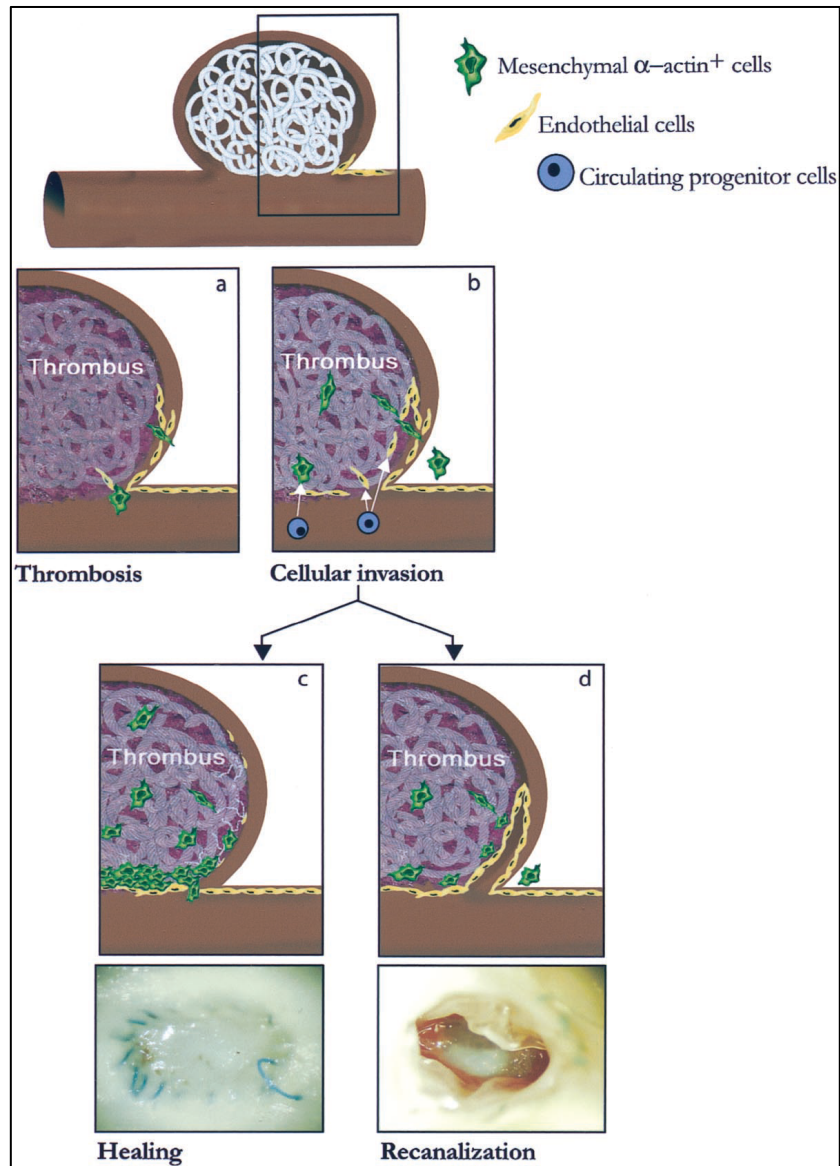 Mesenchymal α–actin⁺ cells
Endothelial cells
Circulating progenitor cells
a
b
Thrombus
Thrombus
Thrombosis
Cellular invasion
c
d
Thrombus
Thrombus
Healing
Recanalization